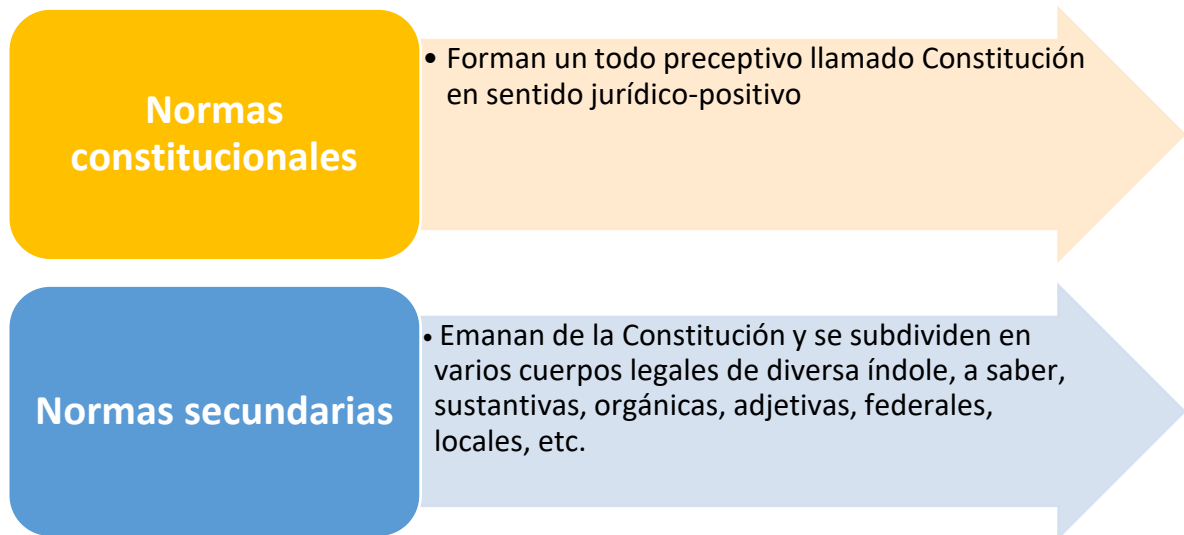 Normas
constitucionales
• Forman un todo preceptivo llamado Constitución
en sentido jurídico-positivo
Normas secundarias
• Emanan de la Constitución y se subdividen en
varios cuerpos legales de diversa índole, a saber,
sustantivas, orgánicas, adjetivas, federales,
locales, etc.